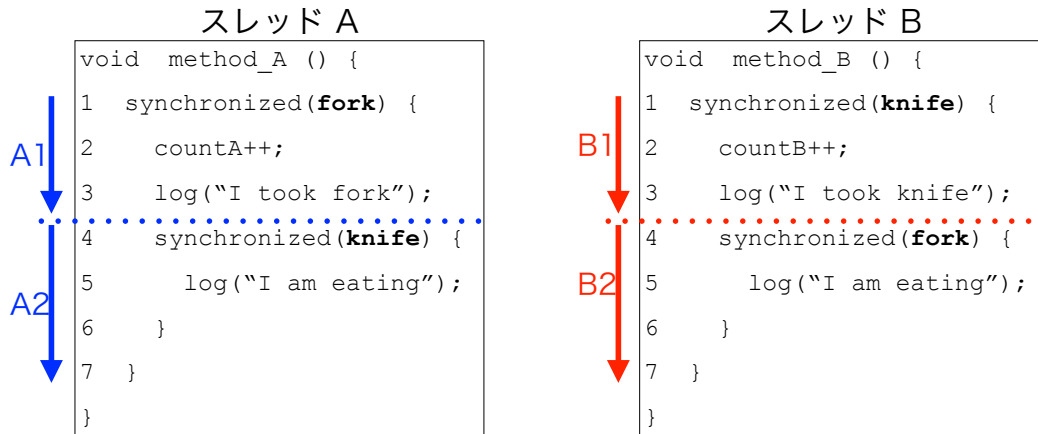 スレッド A
void method_A () {
1 synchronized(fork) {
2 countA++;
3 log(“I took fork”);
4 synchronized(knife) {
5 log(“I am eating”);
6 }
7 }
}
A1
A2
スレッド B
void method_B () {
1 synchronized(knife) {
2 countB++;
3 log(“I took knife”);
4 synchronized(fork) {
5 log(“I am eating”);
6 }
7 }
}
B1
B2